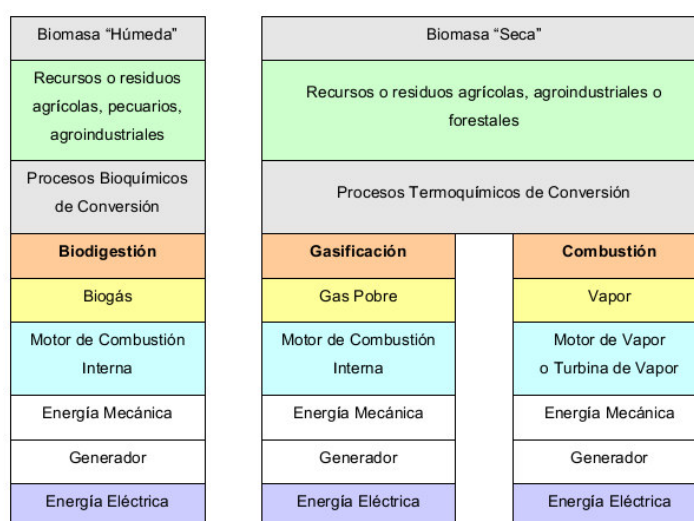 Biomasa “Húmeda”
Recursos o residuos
agrícolas, pecuarios,
agroindustriales
Procesos Bioquímicos
de Conversión
Biodigestión
Biogás
Motor de Combustión
Interna
Energía Mecánica
Generador
Energía Eléctrica
Biomasa “Seca”
Recursos o residuos agrícolas, agroindustriales o
forestales
Procesos Termoquímicos de Conversión
Gasificación
Gas Pobre
Motor de Combustión
Interna
Energía Mecánica
Generador
Energía Eléctrica
Combustión
Vapor
Motor de Vapor
o Turbina de Vapor
Energía Mecánica
Generador
Energía Eléctrica